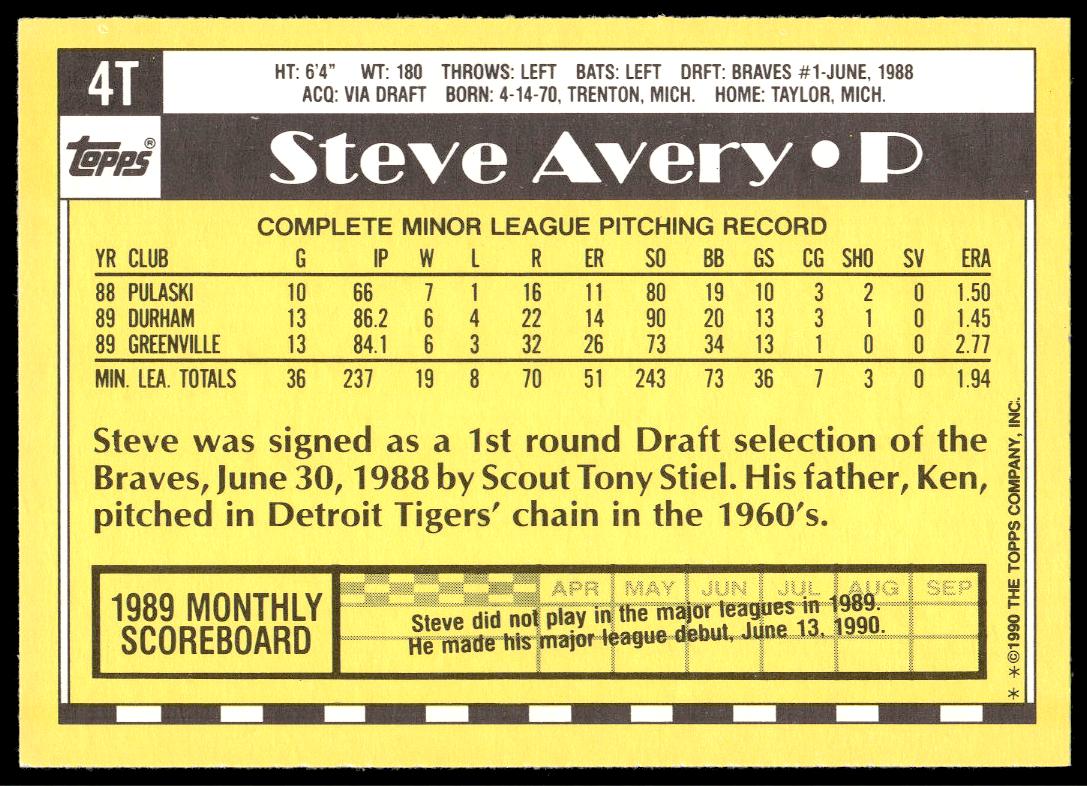 4T
HT: 6'4" WT: 180 THROWS: LEFT BATS: LEFT DRFT: BRAVES #1-JUNE, 1988
ACQ: VIA DRAFT BORN: 4-14-70, TRENTON, MICH. HOME: TAYLOR, MICH.
topps®
Steve Avery • P
COMPLETE MINOR LEAGUE PITCHING RECORD
YR CLUB G IP W L R ER SO BB GS CG SHO SV ERA
88 PULASKI 10 66 7 1 16 11 80 19 10 3 2 0 1.50
89 DURHAM 13 86.2 6 4 22 14 90 20 13 3 1 0 1.45
89 GREENVILLE 13 84.1 6 3 32 26 73 34 13 1 0 0 2.77
MIN. LEA. TOTALS 36 237 19 8 70 51 243 73 36 7 3 0 1.94
Steve was signed as a 1st round Draft selection of the
Braves, June 30, 1988 by Scout Tony Stiel. His father, Ken,
pitched in Detroit Tigers' chain in the 1960's.
1989 MONTHLY
SCOREBOARD
APR MAY JUN JUL AUG SEP
Steve did not play in the major leagues in 1989.
He made his major league debut, June 13, 1990.
* *©1990 THE TOPPS COMPANY, INC.